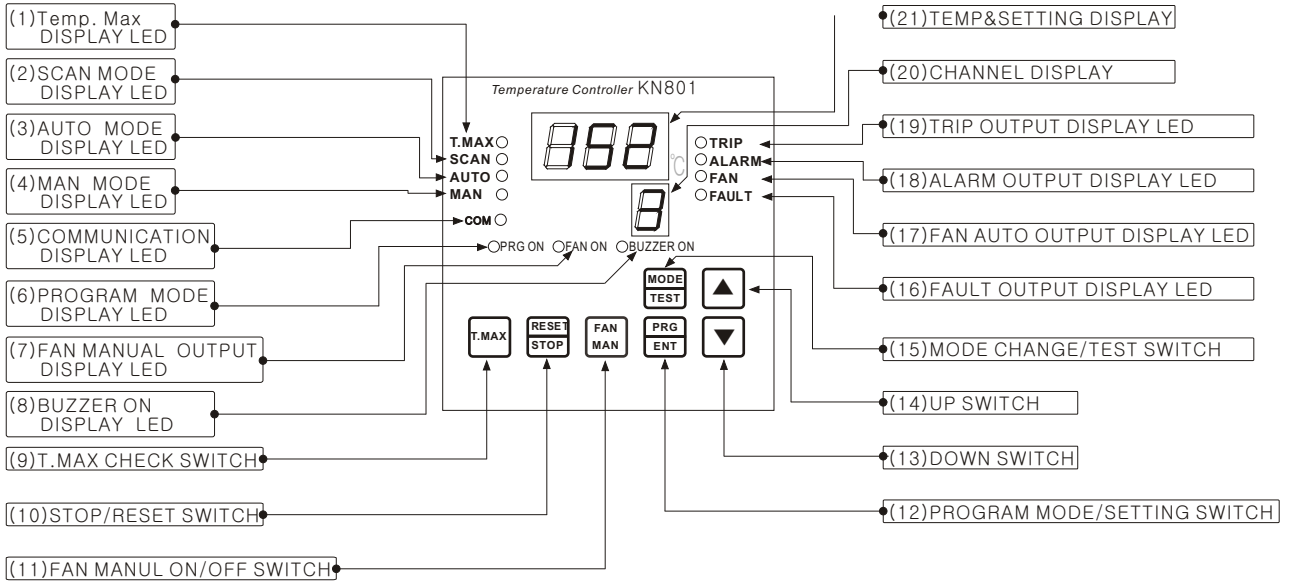 (1)Temp. Max
DISPLAY LED
(2)SCAN MODE
DISPLAY LED
(3)AUTO MODE
DISPLAY LED
(4)MAN MODE
DISPLAY LED
(5)COMMUNICATION
DISPLAY LED
(6)PROGRAM MODE
DISPLAY LED
(7)FAN MANUAL OUTPUT
DISPLAY LED
(8)BUZZER ON
DISPLAY LED
(9)T.MAX CHECK SWITCH
(10)STOP/RESET SWITCH
(11)FAN MANUL ON/OFF SWITCH
Temperature Controller KN801
T.MAX
SCAN
AUTO
MAN
COM
152
°C
3
TRIP
ALARM
FAN
FAULT
PRG ON FAN ON BUZZER ON
MODE
TEST
▲
T.MAX
RESET
STOP
FAN
MAN
PRG
ENT
▼
(21)TEMP&SETTING DISPLAY
(20)CHANNEL DISPLAY
(19)TRIP OUTPUT DISPLAY LED
(18)ALARM OUTPUT DISPLAY LED
(17)FAN AUTO OUTPUT DISPLAY LED
(16)FAULT OUTPUT DISPLAY LED
(15)MODE CHANGE/TEST SWITCH
(14)UP SWITCH
(13)DOWN SWITCH
(12)PROGRAM MODE/SETTING SWITCH